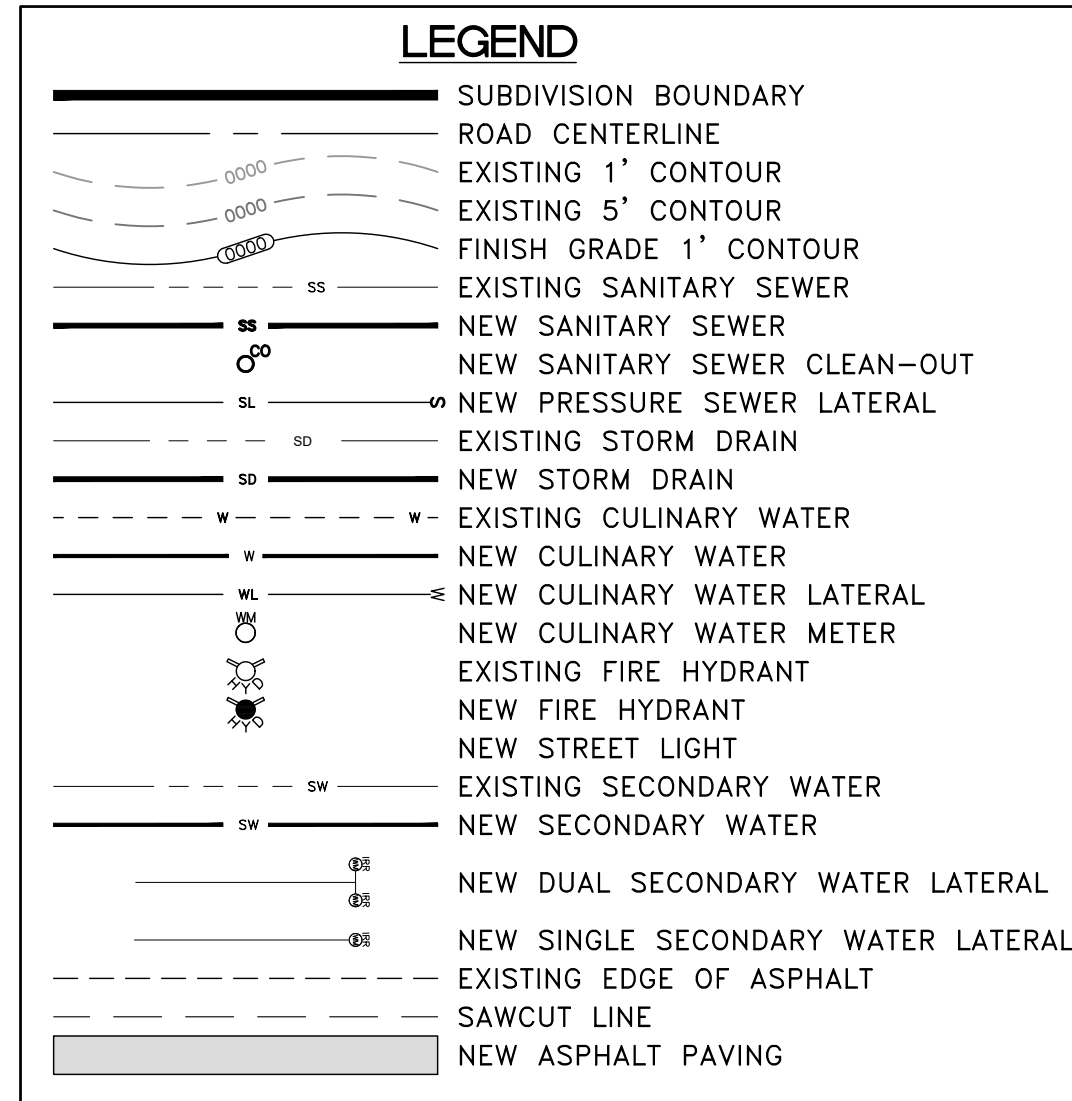 LEGEND
SUBDIVISION BOUNDARY
ROAD CENTERLINE
0000 EXISTING 1' CONTOUR
0000 EXISTING 5' CONTOUR
0000 FINISH GRADE 1' CONTOUR
SS EXISTING SANITARY SEWER
SS NEW SANITARY SEWER
CO NEW SANITARY SEWER CLEAN-OUT
SL S NEW PRESSURE SEWER LATERAL
SD EXISTING STORM DRAIN
SD NEW STORM DRAIN
W W EXISTING CULINARY WATER
W NEW CULINARY WATER
WL W NEW CULINARY WATER LATERAL
WM NEW CULINARY WATER METER
HYD EXISTING FIRE HYDRANT
HYD NEW FIRE HYDRANT
NEW STREET LIGHT
SW EXISTING SECONDARY WATER
SW NEW SECONDARY WATER
WM IRR
WM IRR
NEW DUAL SECONDARY WATER LATERAL
WM IRR NEW SINGLE SECONDARY WATER LATERAL
EXISTING EDGE OF ASPHALT
SAWCUT LINE
NEW ASPHALT PAVING